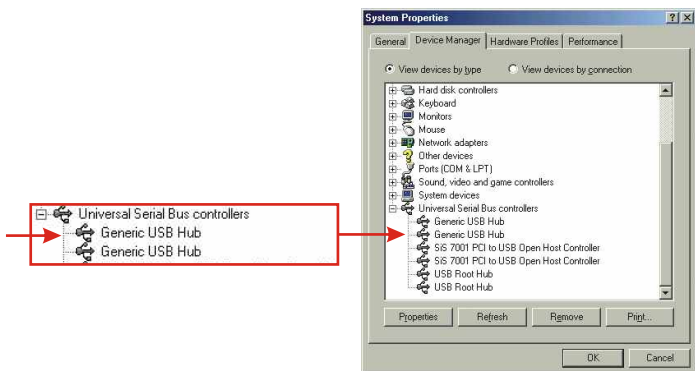 System Properties
General Device Manager Hardware Profiles Performance
View devices by type View devices by connection
Hard disk controllers
Keyboard
Monitors
Mouse
Network adapters
Other devices
Ports (COM & LPT)
Sound, video and game controllers
System devices
Universal Serial Bus controllers
Generic USB Hub
Generic USB Hub
SiS 7001 PCI to USB Open Host Controller
SiS 7001 PCI to USB Open Host Controller
USB Root Hub
USB Root Hub
Properties Refresh Remove Print...
OK Cancel
Universal Serial Bus controllers
Generic USB Hub
Generic USB Hub